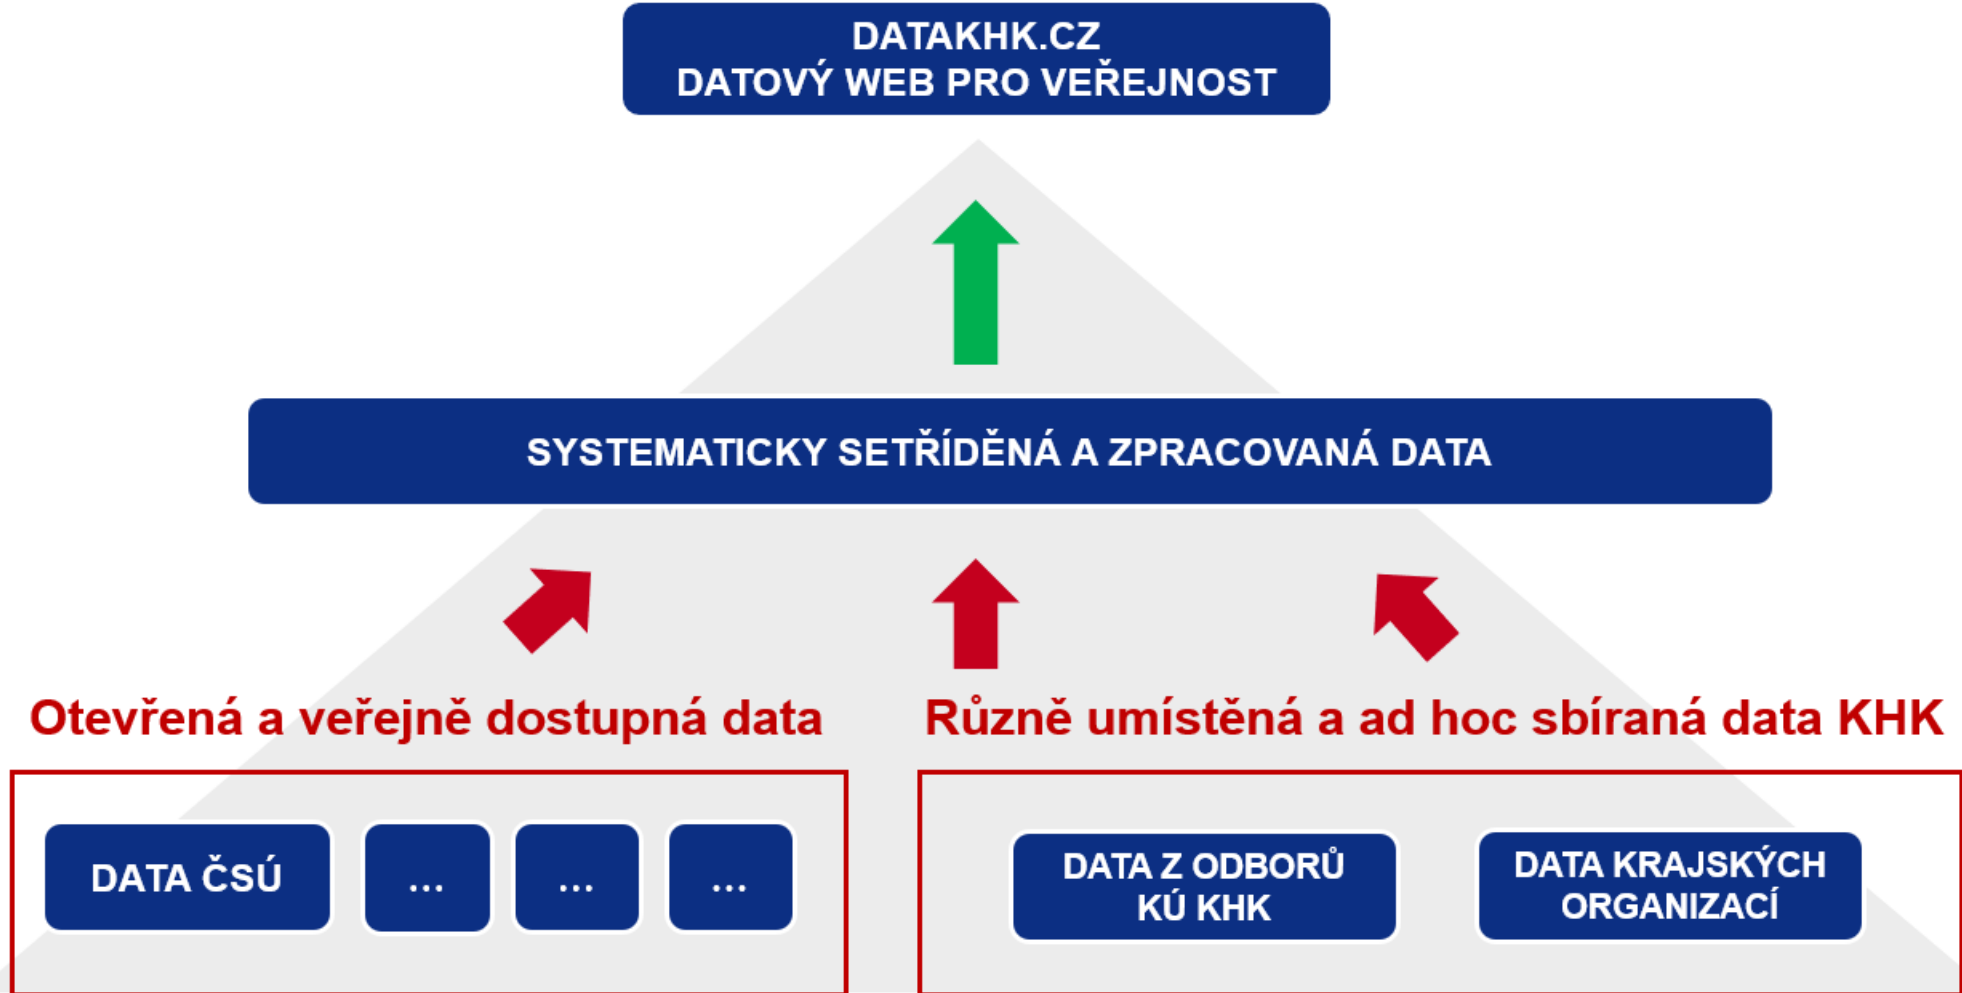 DATAKHK.CZ
DATOVÝ WEB PRO VEŘEJNOST
SYSTEMATICKY SETŘÍDĚNÁ A ZPRACOVANÁ DATA
Otevřená a veřejně dostupná data
Různě umístěná a ad hoc sbíraná data KHK
DATA ČSÚ
...
...
...
DATA Z ODBORŮ
KÚ KHK
DATA KRAJSKÝCH
ORGANIZACÍ